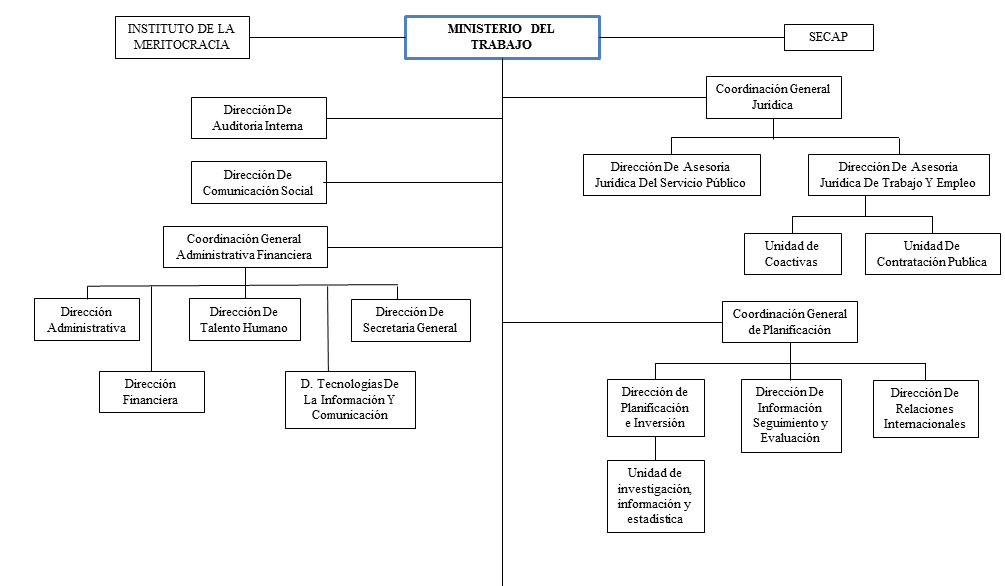 INSTITUTO DE LA
MERITOCRACIA
MINISTERIO DEL
TRABAJO
SECAP
Coordinación General
Jurídica
Dirección De
Auditoria Interna
Dirección De Asesoría
Jurídica Del Servicio Público
Dirección De Asesoría
Jurídica De Trabajo Y Empleo
Dirección De
Comunicación Social
Coordinación General
Administrativa Financiera
Unidad de
Coactivas
Unidad De
Contratación Publica
Dirección
Administrativa
Dirección De
Talento Humano
Dirección De
Secretaria General
Coordinación General
de Planificación
Dirección
Financiera
D. Tecnologías De
La Información Y
Comunicación
Dirección de
Planificación
e Inversión
Dirección De
Información
Seguimiento y
Evaluación
Dirección De
Relaciones
Internacionales
Unidad de
investigación,
información y
estadística